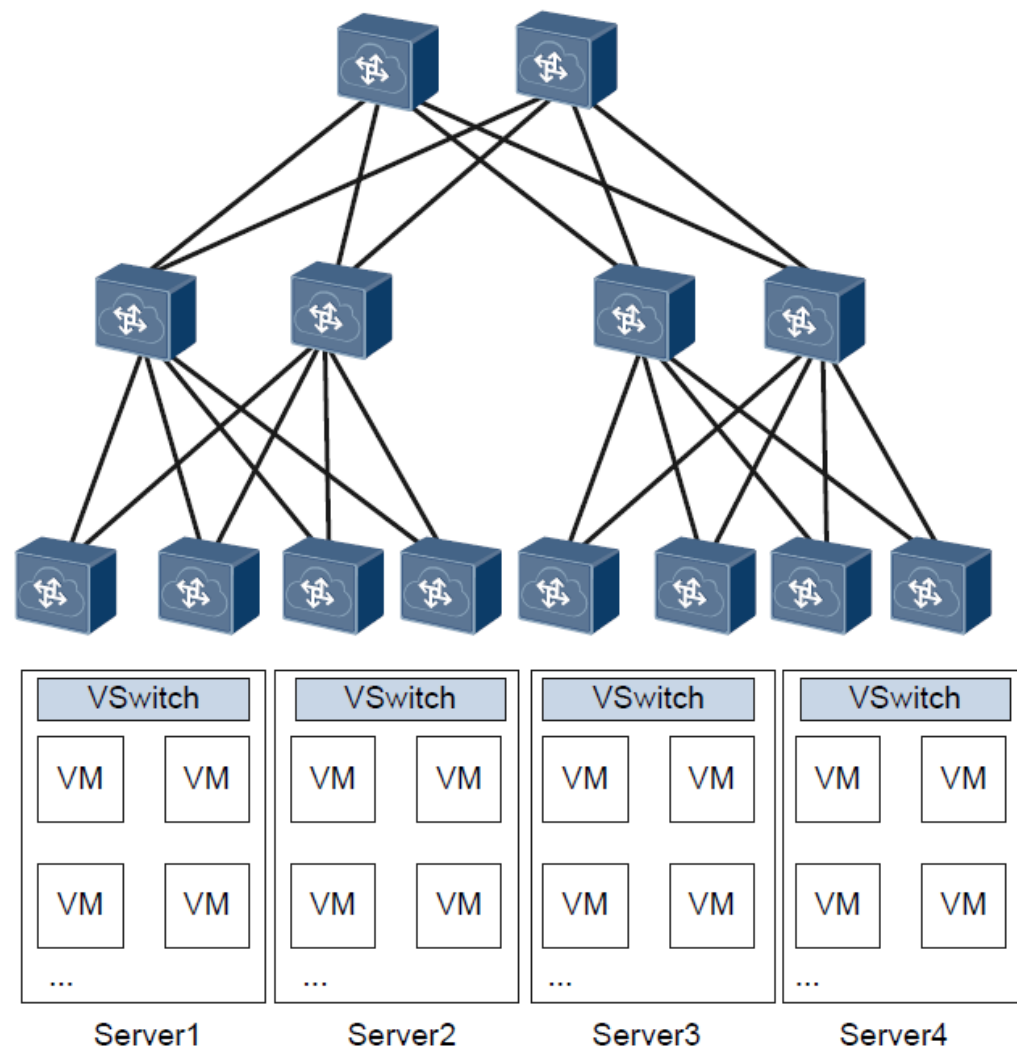 VSwitch VSwitch VSwitch VSwitch
VM VM VM VM VM VM VM VM
VM VM VM VM VM VM VM VM
... ... ... ...
Server1 Server2 Server3 Server4